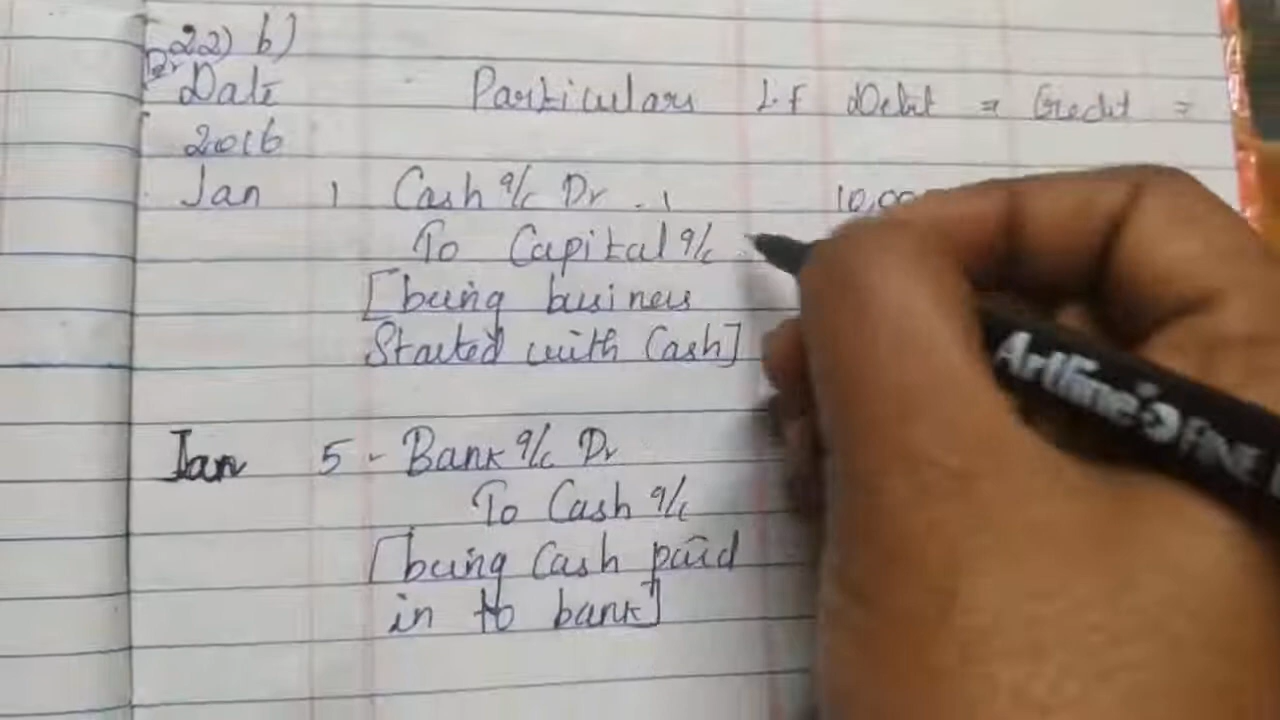 22) b)
Date Particulars L.F Debit = Credit =
2016
Jan 1 Cash a/c Dr 10,00
To Capital a/c
[being business
Started with Cash]
Jan 5 - Bank a/c Dr
To Cash a/c
[being Cash paid
in to bank]
Artline FINE